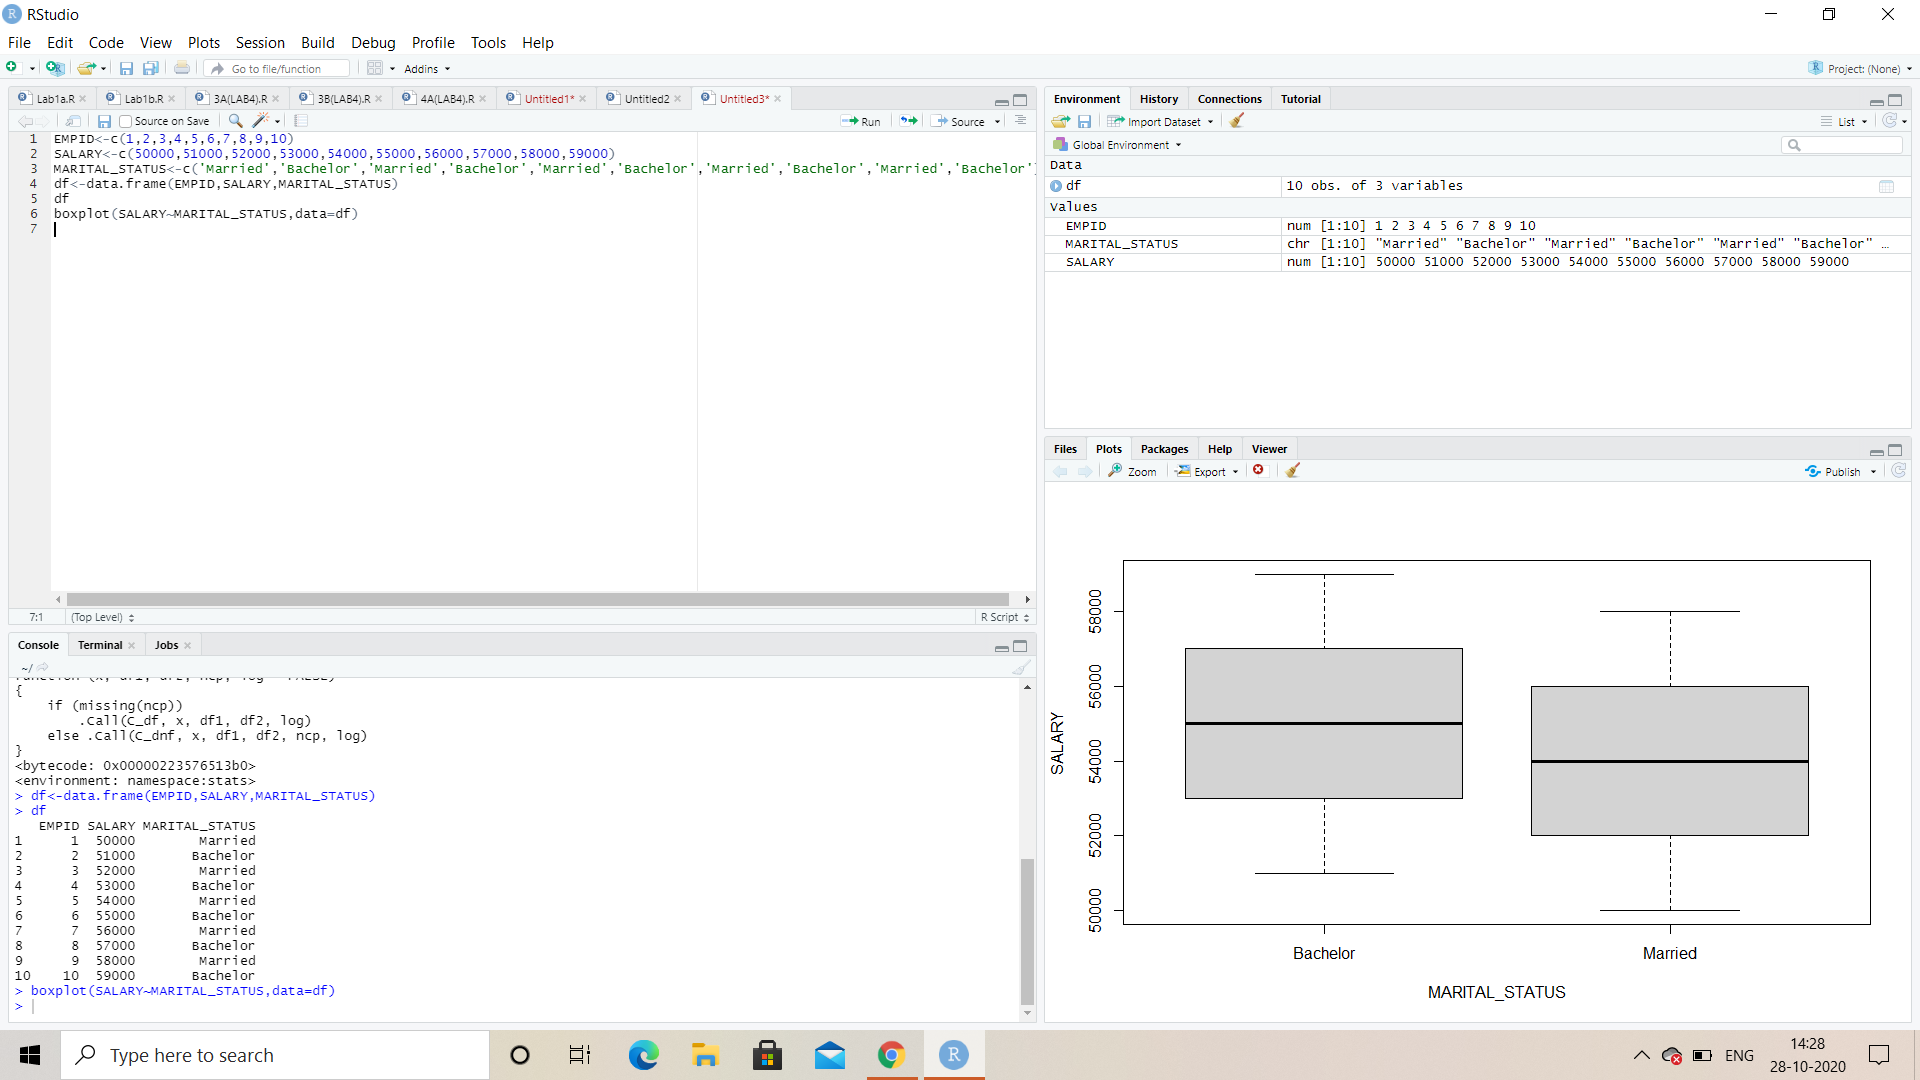 RStudio
File Edit Code View Plots Session Build Debug Profile Tools Help
Go to file/function Addins Project: (None)
Lab1a.R Lab1b.R 3A(LAB4).R 3B(LAB4).R 4A(LAB4).R Untitled1* Untitled2 Untitled3*
Source on Save Run Source
1 EMPID<-c(1,2,3,4,5,6,7,8,9,10)
2 SALARY<-c(50000,51000,52000,53000,54000,55000,56000,57000,58000,59000)
3 MARITAL_STATUS<-c('Married','Bachelor','Married','Bachelor','Married','Bachelor','Married','Bachelor','Married','Bachelor'
4 df<-data.frame(EMPID,SALARY,MARITAL_STATUS)
5 df
6 boxplot(SALARY~MARITAL_STATUS,data=df)
7
7:1 (Top Level) R Script
Console Terminal Jobs
~/
{
if (missing(ncp))
.Call(C_df, x, df1, df2, log)
else .Call(C_dnf, x, df1, df2, ncp, log)
}
<bytecode: 0x00000223576513b0>
<environment: namespace:stats>
> df<-data.frame(EMPID,SALARY,MARITAL_STATUS)
> df
EMPID SALARY MARITAL_STATUS
1 1 50000 Married
2 2 51000 Bachelor
3 3 52000 Married
4 4 53000 Bachelor
5 5 54000 Married
6 6 55000 Bachelor
7 7 56000 Married
8 8 57000 Bachelor
9 9 58000 Married
10 10 59000 Bachelor
> boxplot(SALARY~MARITAL_STATUS,data=df)
>
Environment History Connections Tutorial
Import Dataset List
Global Environment
Data
df 10 obs. of 3 variables
Values
EMPID num [1:10] 1 2 3 4 5 6 7 8 9 10
MARITAL_STATUS chr [1:10] "Married" "Bachelor" "Married" "Bachelor" "Married" "Bachelor" …
SALARY num [1:10] 50000 51000 52000 53000 54000 55000 56000 57000 58000 59000
Files Plots Packages Help Viewer
Zoom Export Publish
SALARY
58000
56000
54000
52000
50000
Bachelor Married
MARITAL_STATUS
Type here to search
ENG
14:28
28-10-2020